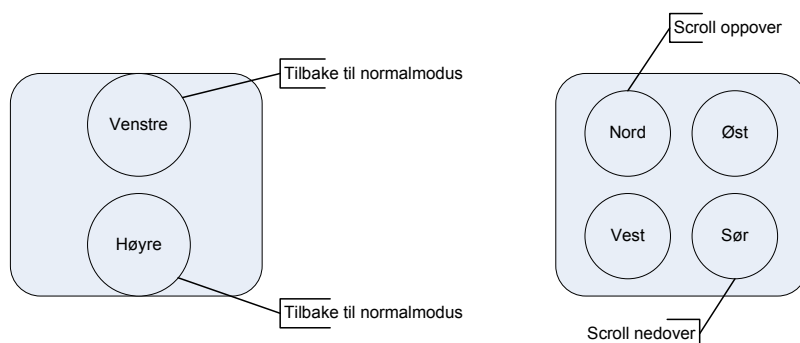 Scroll oppover
Tilbake til normalmodus
Venstre
Nord
Øst
Høyre
Vest
Sør
Tilbake til normalmodus
Scroll nedover